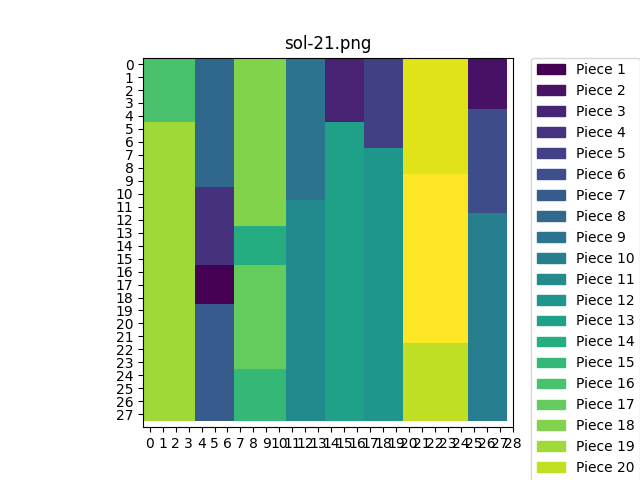 sol-21.png
0
1
2
3
4
5
6
7
8
9
10
11
12
13
14
15
16
17
18
19
20
21
22
23
24
25
26
27
0 1 2 3 4 5 6 7 8 9 10 11 12 13 14 15 16 17 18 19 20 21 22 23 24 25 26 27 28
Piece 1
Piece 2
Piece 3
Piece 4
Piece 5
Piece 6
Piece 7
Piece 8
Piece 9
Piece 10
Piece 11
Piece 12
Piece 13
Piece 14
Piece 15
Piece 16
Piece 17
Piece 18
Piece 19
Piece 20